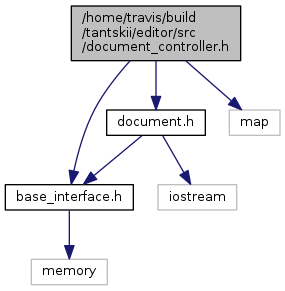 /home/travis/build
/tantskii/editor/src
/document_controller.h
document.h
map
base_interface.h
iostream
memory